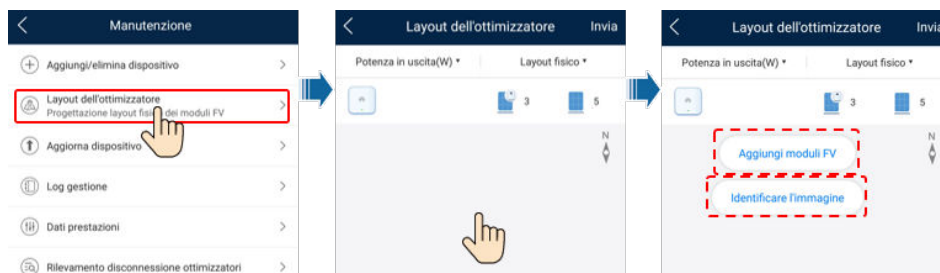 Manutenzione
Aggiungi/elimina dispositivo
Layout dell'ottimizzatore
Progettazione layout fisico dei moduli FV
Aggiorna dispositivo
Log gestione
Dati prestazioni
Rilevamento disconnessione ottimizzatori
Layout dell'ottimizzatore Invia
Potenza in uscita(W) Layout fisico
3 5
N
Layout dell'ottimizzatore Invia
Potenza in uscita(W) Layout fisico
3 5
N
Aggiungi moduli FV
Identificare l'immagine